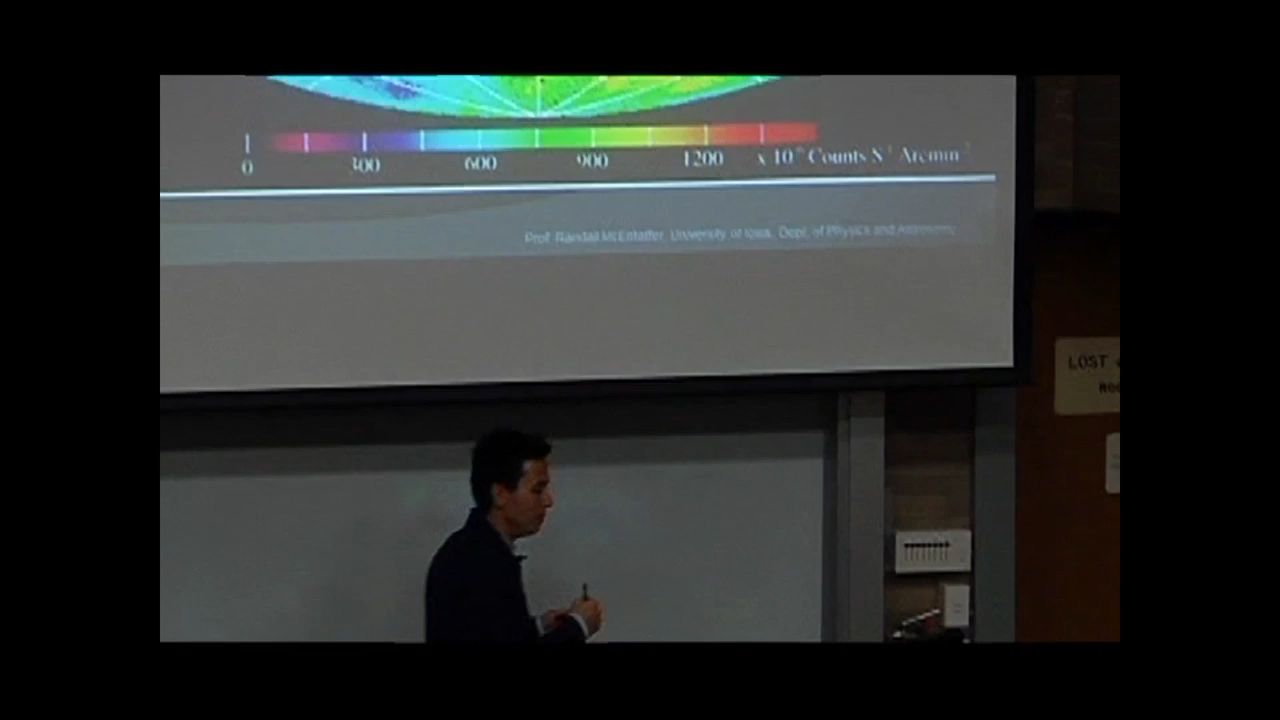 0 300 600 900 1200 x 10⁻⁶ Counts S⁻¹ Arcmin⁻²
Prof. Randall McEntaffer, University of Iowa, Dept. of Physics and Astronomy
LOST